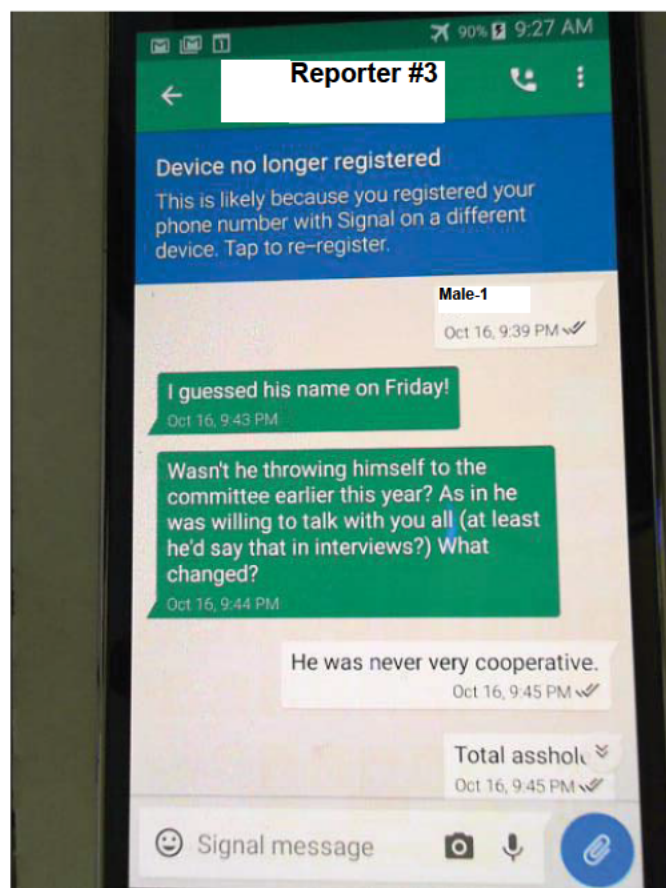 90% 9:27 AM
Reporter #3
Device no longer registered
This is likely because you registered your
phone number with Signal on a different
device. Tap to re-register.
Male-1
Oct 16, 9:39 PM
I guessed his name on Friday!
Oct 16, 9:43 PM
Wasn't he throwing himself to the
committee earlier this year? As in he
was willing to talk with you all (at least
he'd say that in interviews?) What
changed?
Oct 16, 9:44 PM
He was never very cooperative.
Oct 16, 9:45 PM
Total asshol
Oct 16, 9:45 PM
Signal message